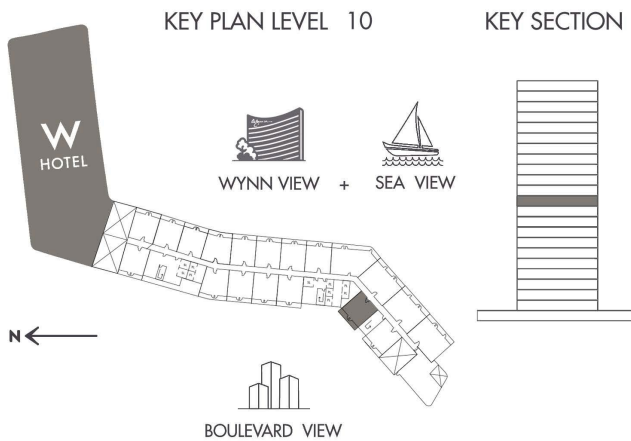 KEY PLAN LEVEL 10
KEY SECTION
W
HOTEL
WYNN VIEW + SEA VIEW
N
BOULEVARD VIEW